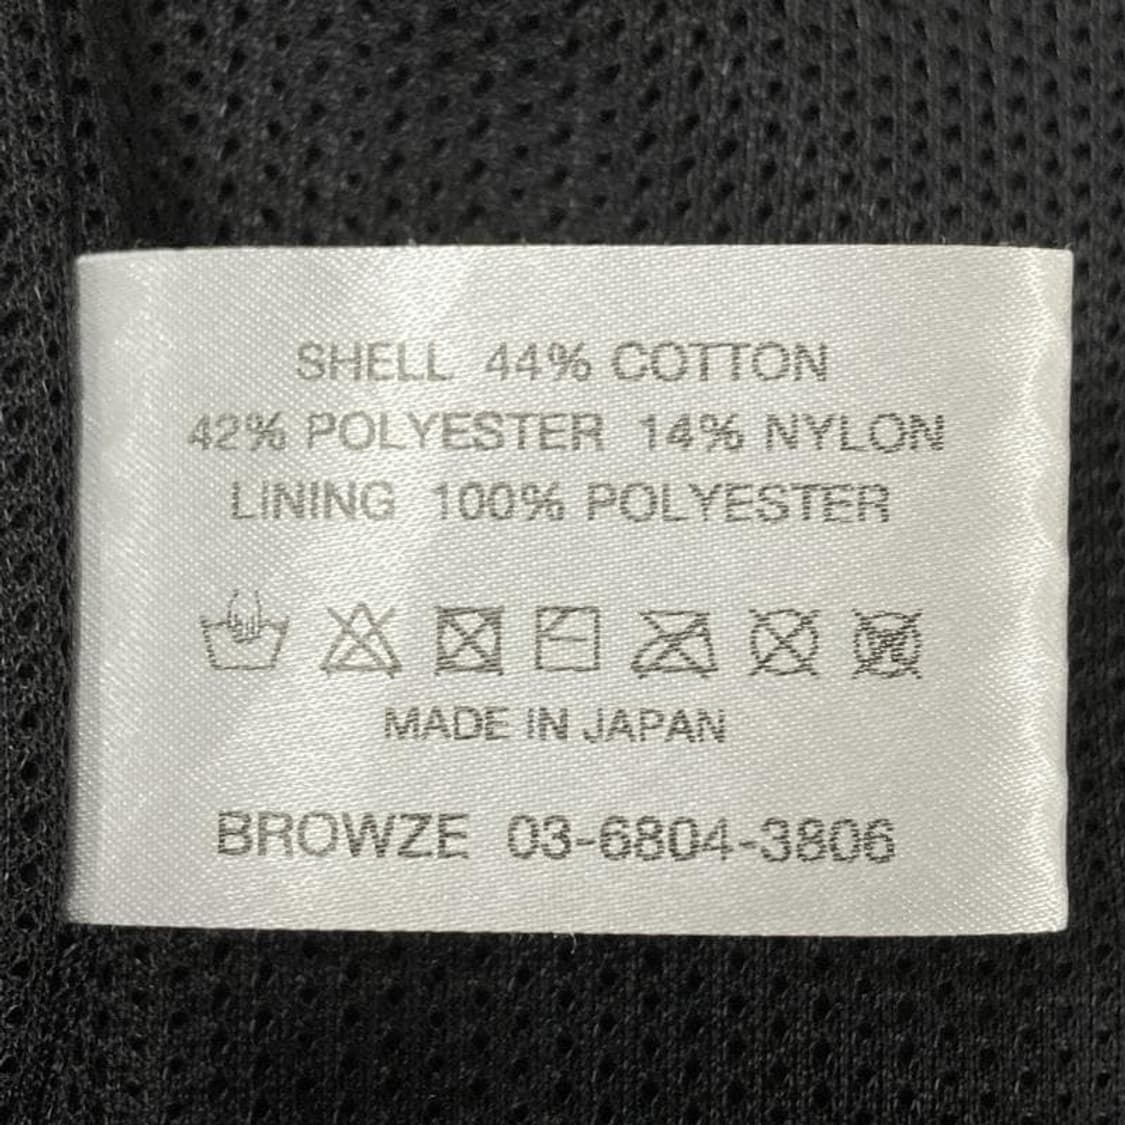 SHELL 44% COTTON
42% POLYESTER 14% NYLON
LINING 100% POLYESTER
MADE IN JAPAN
BROWZE 03-6804-3806